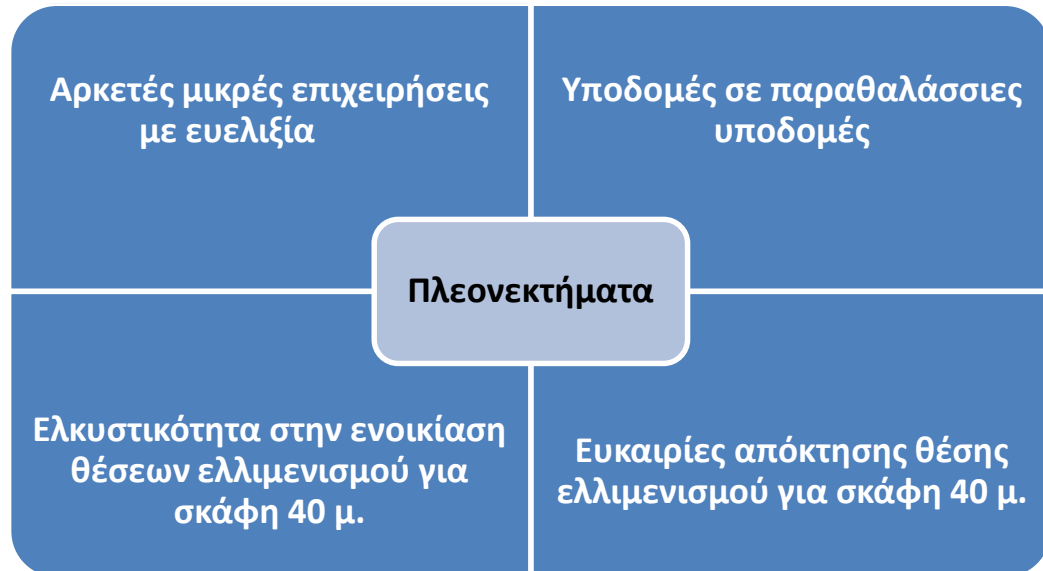 Αρκετές μικρές επιχειρήσεις
με ευελιξία
Υποδομές σε παραθαλάσσιες
υποδομές
Πλεονεκτήματα
Ελκυστικότητα στην ενοικίαση
θέσεων ελλιμενισμού για
σκάφη 40 μ.
Ευκαιρίες απόκτησης θέσης
ελλιμενισμού για σκάφη 40 μ.